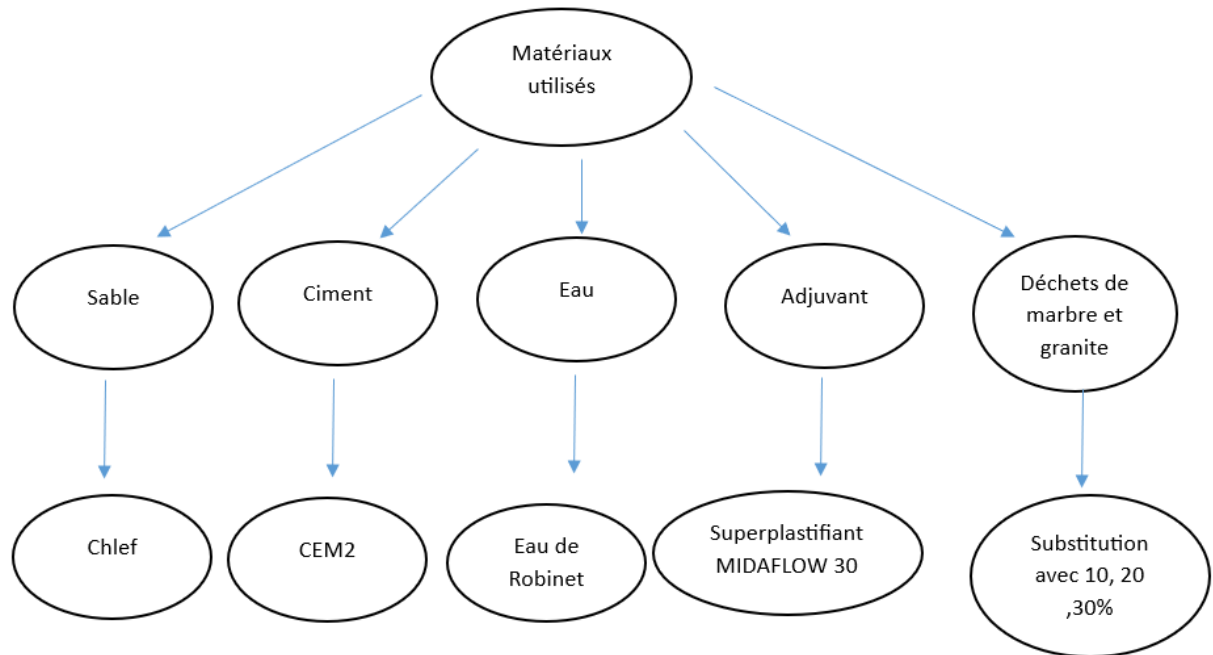 Matériaux
utilisés
Sable
Ciment
Eau
Adjuvant
Déchets de
marbre et
granite
Chlef
CEM2
Eau de
Robinet
Superplastifiant
MIDAFLOW 30
Substitution
avec 10, 20
,30%